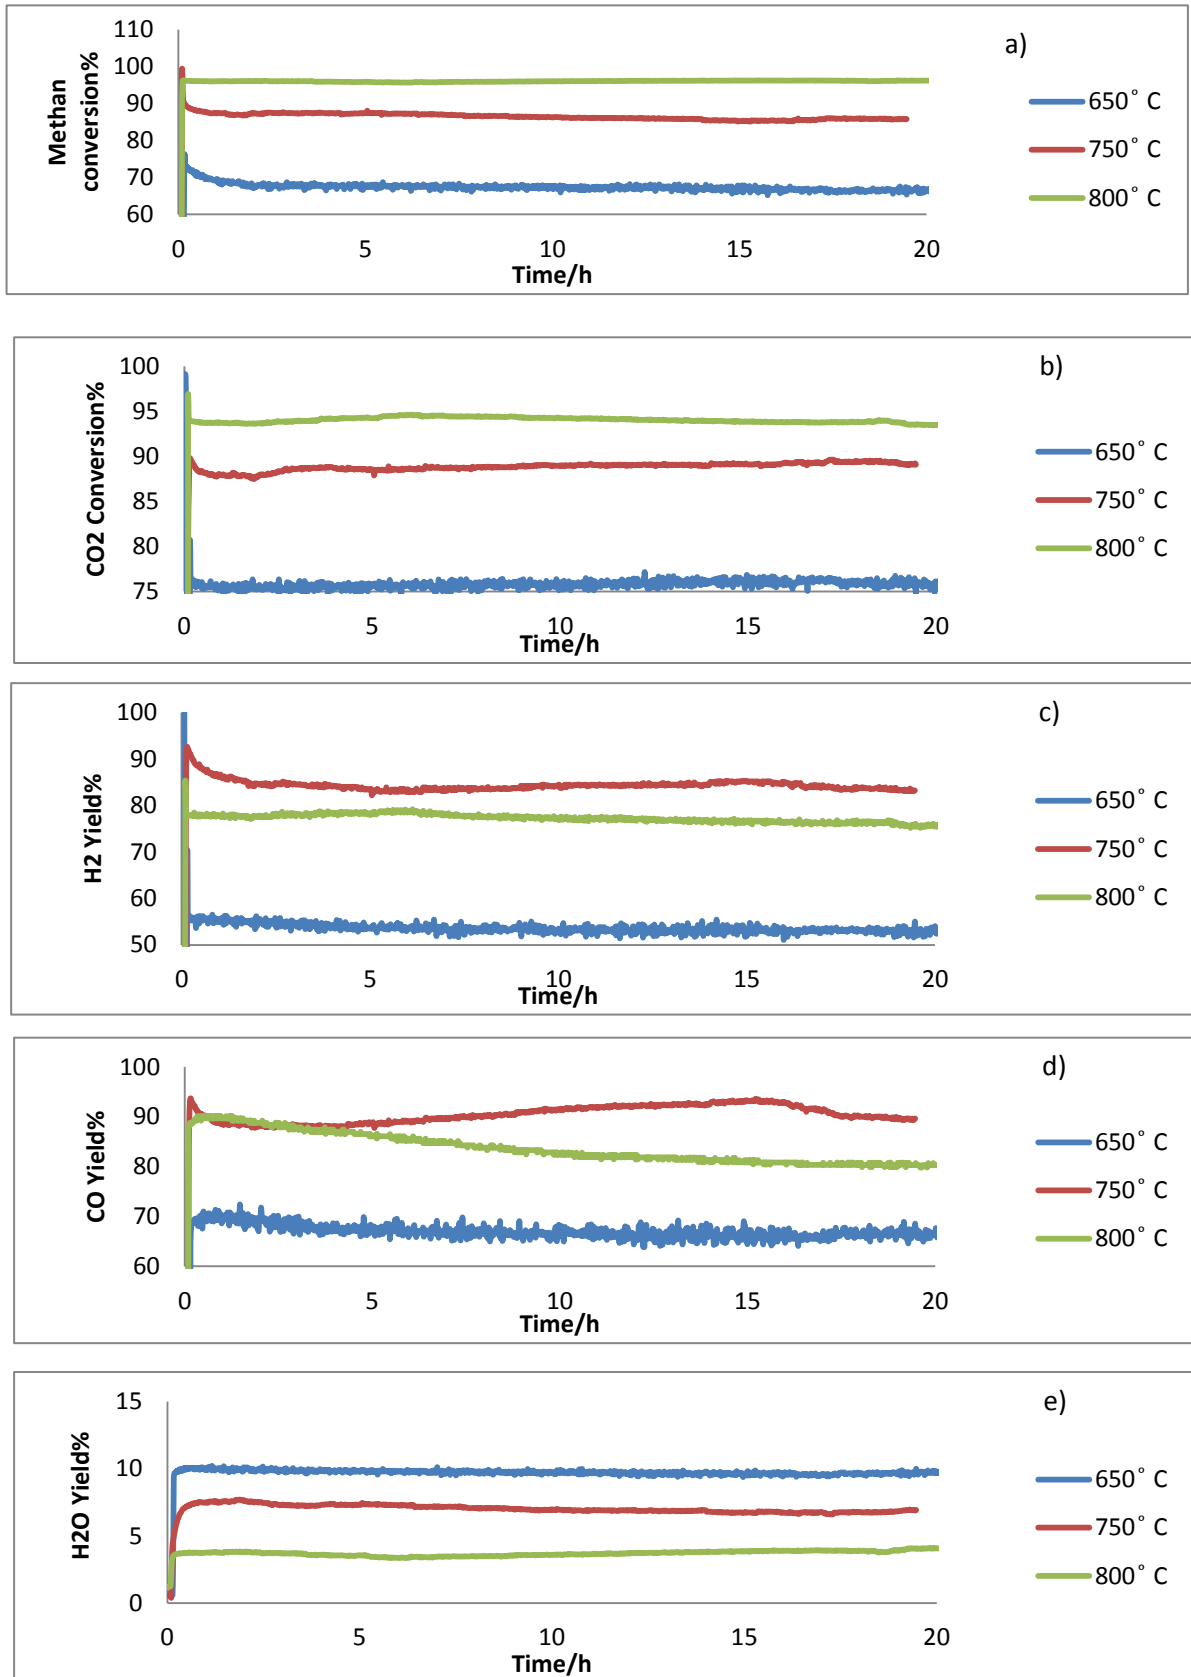 a)
110
100
90
80
70
60
Methan
conversion%
0 5 10 15 20
Time/h
650° C
750° C
800° C
b)
100
95
90
85
80
75
CO2 Conversion%
0 5 10 15 20
Time/h
650° C
750° C
800° C
c)
100
90
80
70
60
50
H2 Yield%
0 5 10 15 20
Time/h
650° C
750° C
800° C
d)
100
90
80
70
60
CO Yield%
0 5 10 15 20
Time/h
650° C
750° C
800° C
e)
15
10
5
0
H2O Yield%
0 5 10 15 20
Time/h
650° C
750° C
800° C